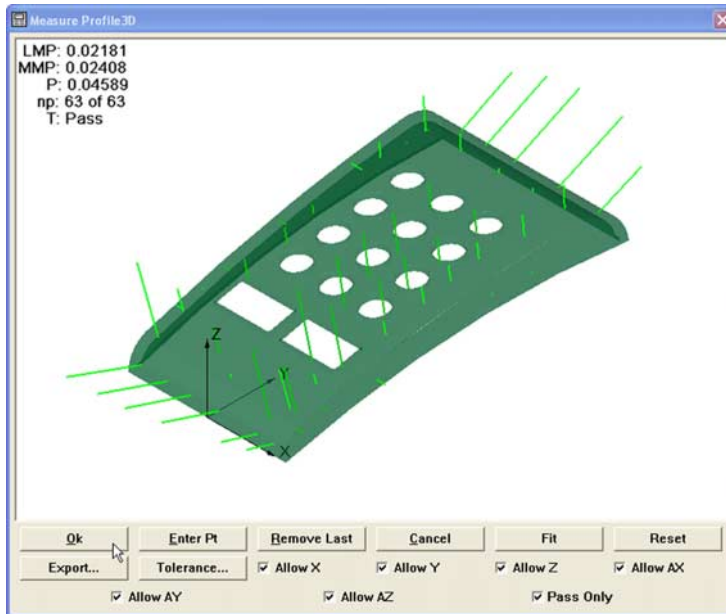 Measure Profile3D
LMP: 0.02181
MMP: 0.02408
P: 0.04589
np: 63 of 63
T: Pass
Z
Y
X
Ok Enter Pt Remove Last Cancel Fit Reset
Export... Tolerance... Allow X Allow Y Allow Z Allow AX
Allow AY Allow AZ Pass Only